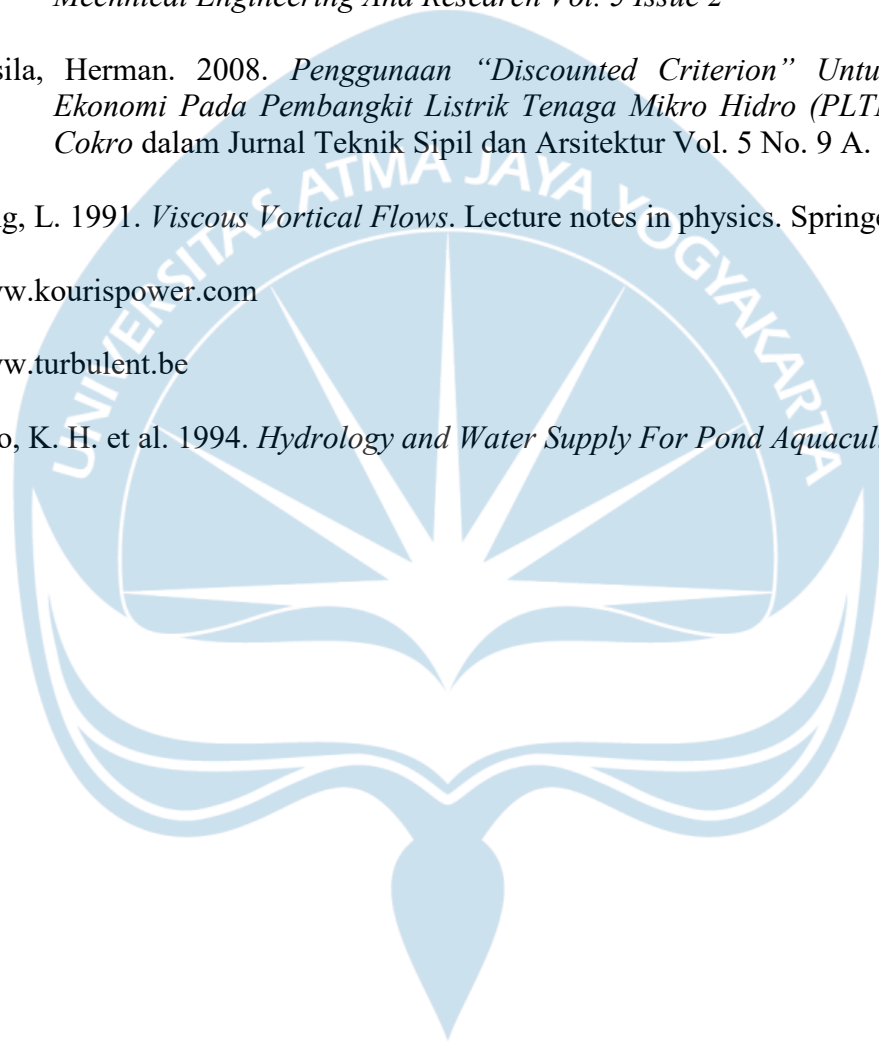 Mechnical Engineering And Research Vol. 5 Issue 2
sila, Herman. 2008. Penggunaan “Discounted Criterion” Untu
Ekonomi Pada Pembangkit Listrik Tenaga Mikro Hidro (PLT
Cokro dalam Jurnal Teknik Sipil dan Arsitektur Vol. 5 No. 9 A.
UNIVERSITAS ATMA JAYA YOGYAKARTA
g, L. 1991. Viscous Vortical Flows. Lecture notes in physics. Spring
w.kourispower.com
w.turbulent.be
o, K. H. et al. 1994. Hydrology and Water Supply For Pond Aquacul